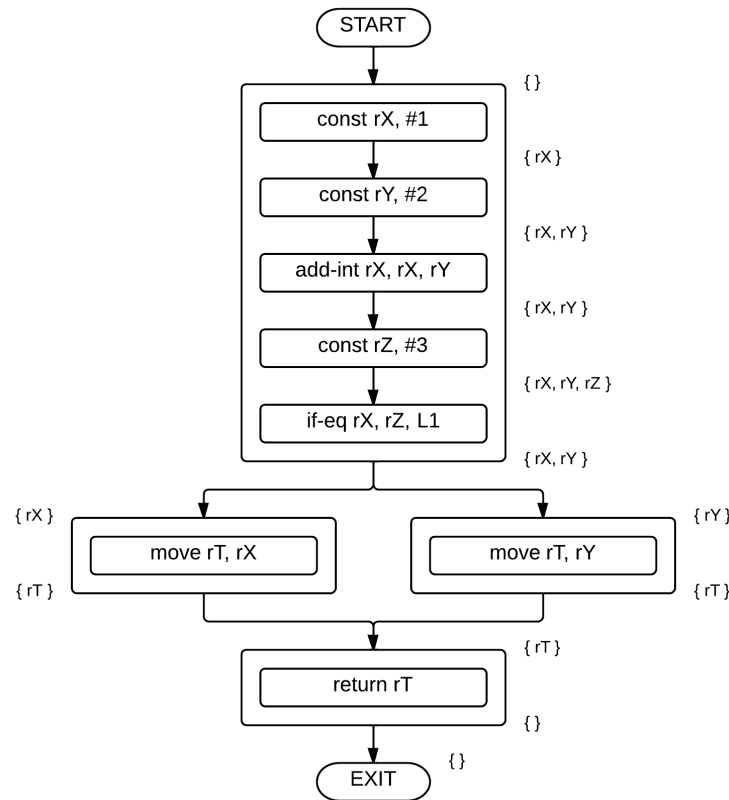 START
{ }
const rX, #1
{ rX }
const rY, #2
{ rX, rY }
add-int rX, rX, rY
{ rX, rY }
const rZ, #3
{ rX, rY, rZ }
if-eq rX, rZ, L1
{ rX, rY }
{ rX }
{ rY }
move rT, rX
move rT, rY
{ rT }
{ rT }
{ rT }
return rT
{ }
{ }
EXIT